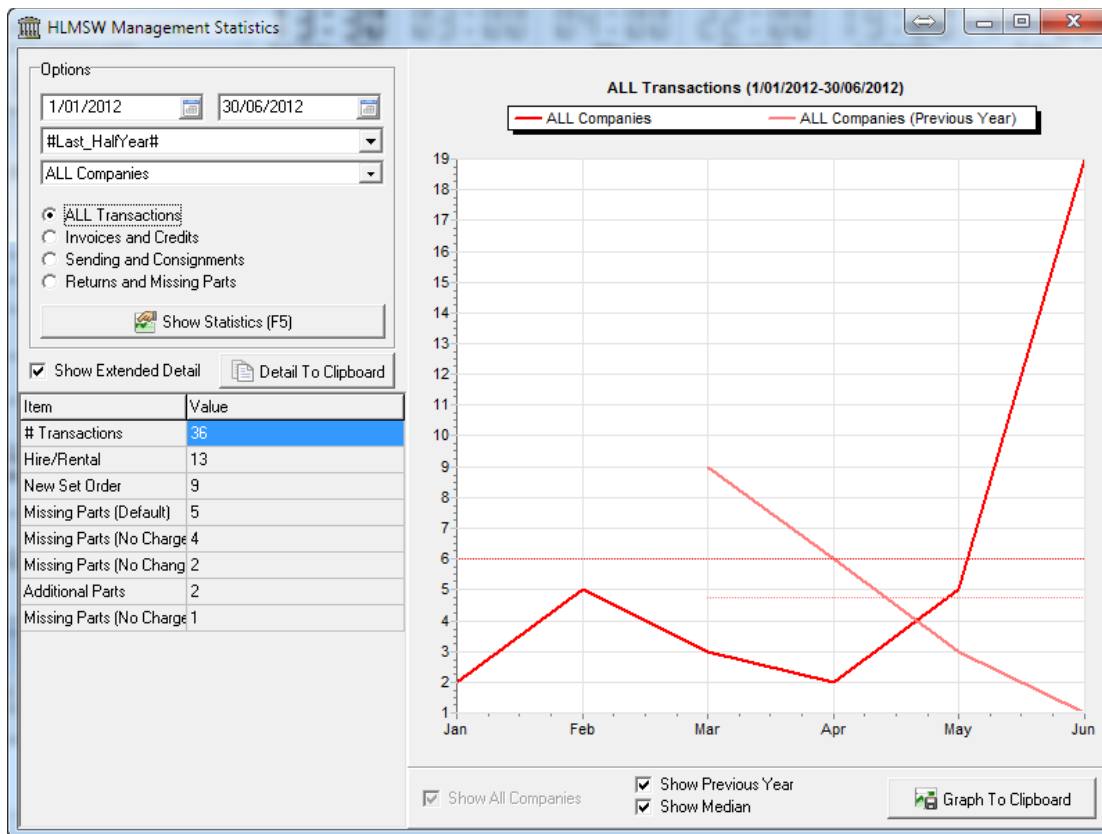 HLMSW Management Statistics
Options
1/01/2012 30/06/2012
#Last_HalfYear#
ALL Companies
ALL Transactions
Invoices and Credits
Sending and Consignments
Returns and Missing Parts
Show Statistics (F5)
Show Extended Detail Detail To Clipboard
Item Value
# Transactions 36
Hire/Rental 13
New Set Order 9
Missing Parts (Default) 5
Missing Parts (No Charge 4
Missing Parts (No Chang 2
Additional Parts 2
Missing Parts (No Charge 1
ALL Transactions (1/01/2012-30/06/2012)
ALL Companies ALL Companies (Previous Year)
19
18
17
16
15
14
13
12
11
10
9
8
7
6
5
4
3
2
1
Jan Feb Mar Apr May Jun
Show All Companies
Show Previous Year
Show Median
Graph To Clipboard